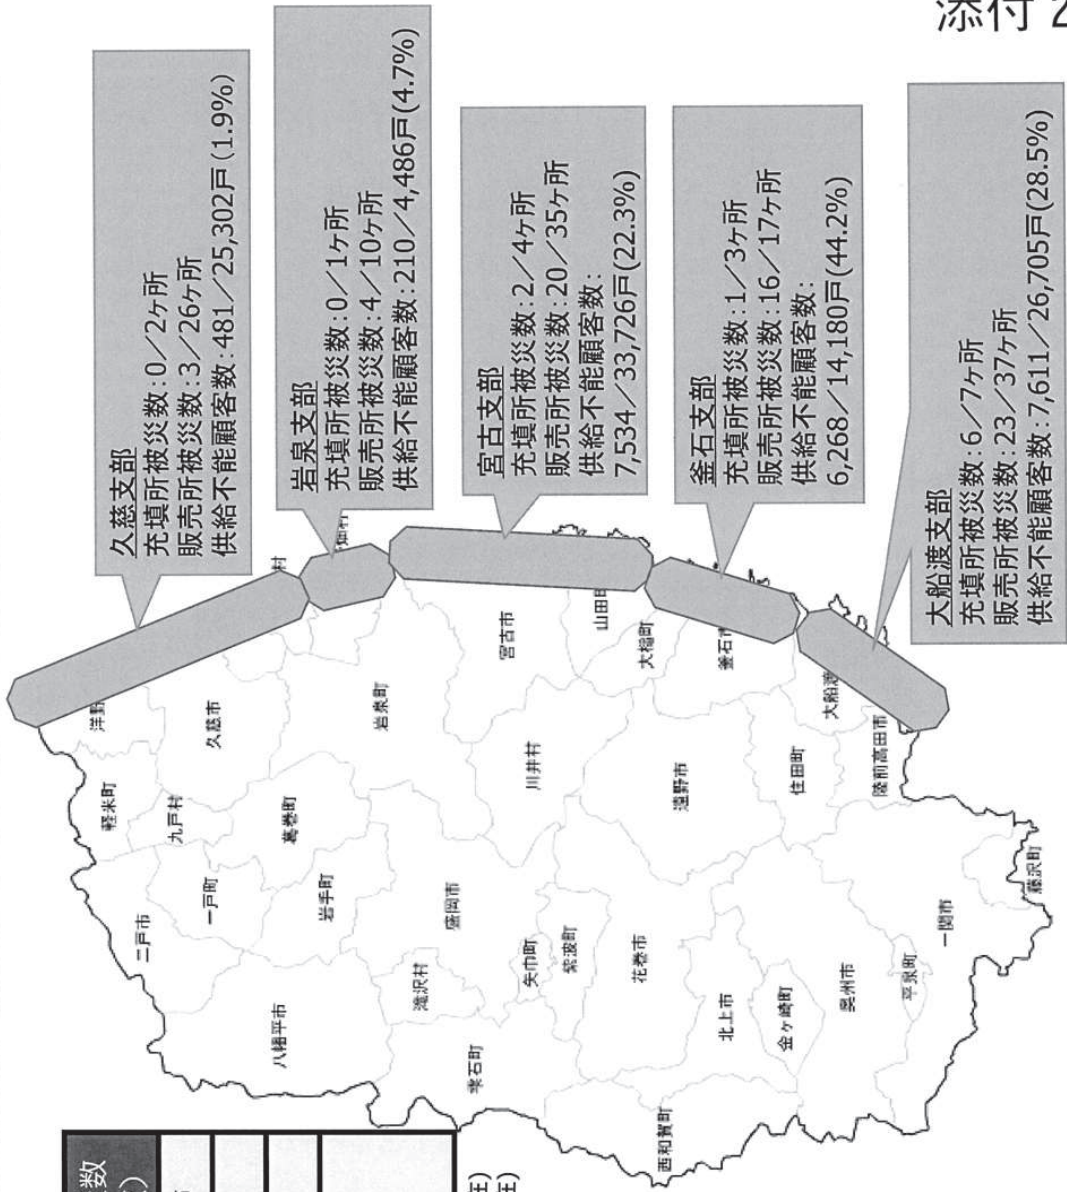 添付2
久慈支部
充填所被災数:0/2ヶ所
販売所被災数:3/26ヶ所
供給不能顧客数:481/25,302戸(1.9%)
岩泉支部
充填所被災数:0/1ヶ所
販売所被災数:4/10ヶ所
供給不能顧客数:210/4,486戸(4.7%)
宮古支部
充填所被災数:2/4ヶ所
販売所被災数:20/35ヶ所
供給不能顧客数:
7,534/33,726戸(22.3%)
釜石支部
充填所被災数:1/3ヶ所
販売所被災数:16/17ヶ所
供給不能顧客数:
6,268/14,180戸(44.2%)
大船渡支部
充填所被災数:6/7ヶ所
販売所被災数:23/37ヶ所
供給不能顧客数:7,611/26,705戸(28.5%)
洋野
軽米町
二戸市
九戸村
久慈市
一戸町
葛巻町
岩手町
八幡平市
村
岩泉町
盛岡市
滝沢村
雫石町
宮古市
川井村
矢巾町
紫波町
山田町
大槌町
花巻市
遠野市
釜石市
西和賀町
北上市
金ヶ崎町
住田町
大船渡
陸前高田市
奥州市
平泉町
一関市
藤沢町
数